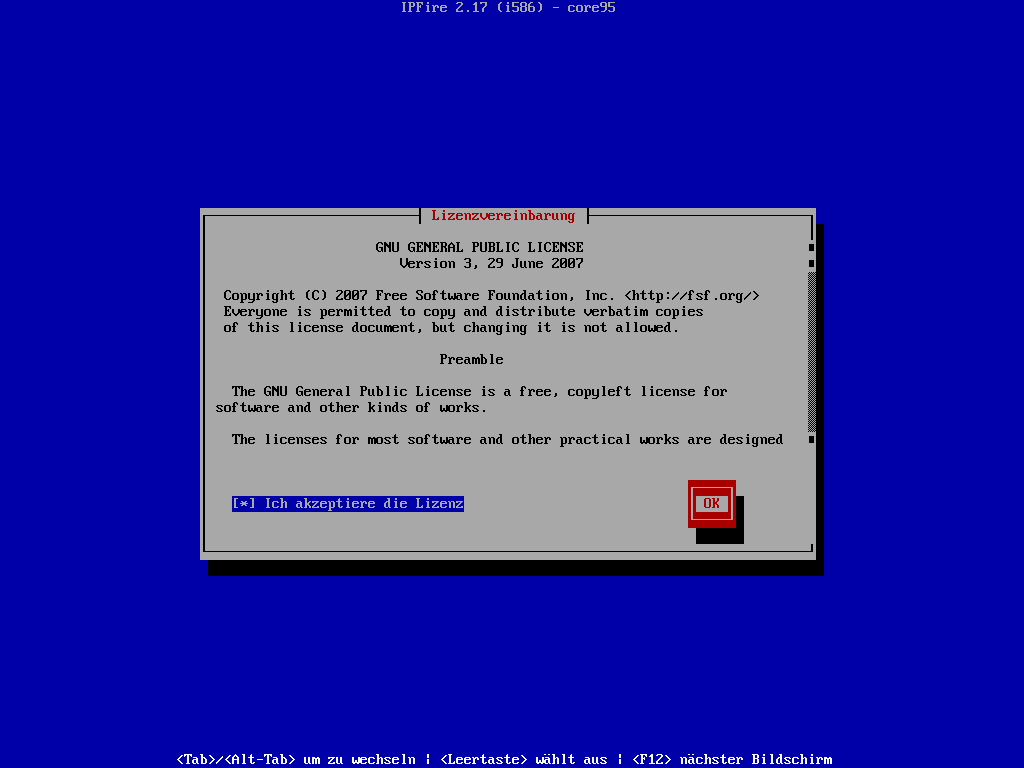 IPFire 2.17 (i586) - core95
Lizenzvereinbarung
GNU GENERAL PUBLIC LICENSE
Version 3, 29 June 2007
Copyright (C) 2007 Free Software Foundation, Inc. <http://fsf.org/>
Everyone is permitted to copy and distribute verbatim copies
of this license document, but changing it is not allowed.
Preamble
The GNU General Public License is a free, copyleft license for
software and other kinds of works.
The licenses for most software and other practical works are designed
[*] Ich akzeptiere die Lizenz
OK
<Tab>/<Alt-Tab> um zu wechseln | <Leertaste> wählt aus | <F12> nächster Bildschirm